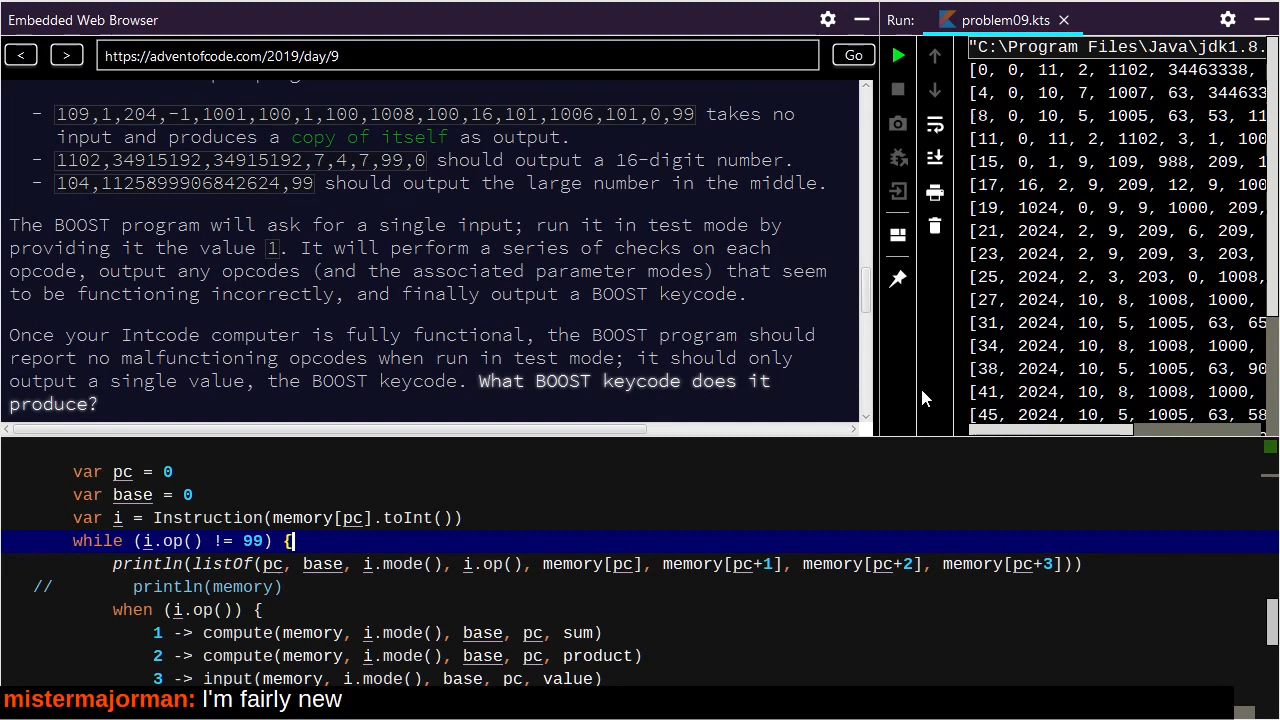 Embedded Web Browser
Run: problem09.kts
< > https://adventofcode.com/2019/day/9 Go
- 109,1,204,-1,1001,100,1,100,1008,100,16,101,1006,101,0,99 takes no
input and produces a copy of itself as output.
- 1102,34915192,34915192,7,4,7,99,0 should output a 16-digit number.
- 104,1125899906842624,99 should output the large number in the middle.
The BOOST program will ask for a single input; run it in test mode by
providing it the value 1. It will perform a series of checks on each
opcode, output any opcodes (and the associated parameter modes) that seem
to be functioning incorrectly, and finally output a BOOST keycode.
Once your Intcode computer is fully functional, the BOOST program should
report no malfunctioning opcodes when run in test mode; it should only
output a single value, the BOOST keycode. What BOOST keycode does it
produce?
"C:\Program Files\Java\jdk1.8.
[0, 0, 11, 2, 1102, 34463338,
[4, 0, 10, 7, 1007, 63, 344633
[8, 0, 10, 5, 1005, 63, 53, 11
[11, 0, 11, 2, 1102, 3, 1, 100
[15, 0, 1, 9, 109, 988, 209, 1
[17, 16, 2, 9, 209, 12, 9, 100
[19, 1024, 0, 9, 9, 1000, 209,
[21, 2024, 2, 9, 209, 6, 209,
[23, 2024, 2, 9, 209, 3, 203,
[25, 2024, 2, 3, 203, 0, 1008,
[27, 2024, 10, 8, 1008, 1000,
[31, 2024, 10, 5, 1005, 63, 65
[34, 2024, 10, 8, 1008, 1000,
[38, 2024, 10, 5, 1005, 63, 90
[41, 2024, 10, 8, 1008, 1000,
[45, 2024, 10, 5, 1005, 63, 58
var pc = 0
var base = 0
var i = Instruction(memory[pc].toInt())
while (i.op() != 99) {
println(listOf(pc, base, i.mode(), i.op(), memory[pc], memory[pc+1], memory[pc+2], memory[pc+3]))
// println(memory)
when (i.op()) {
1 -> compute(memory, i.mode(), base, pc, sum)
2 -> compute(memory, i.mode(), base, pc, product)
3 -> input(memory, i.mode(), base, pc, value)
mistermajorman: I'm fairly new